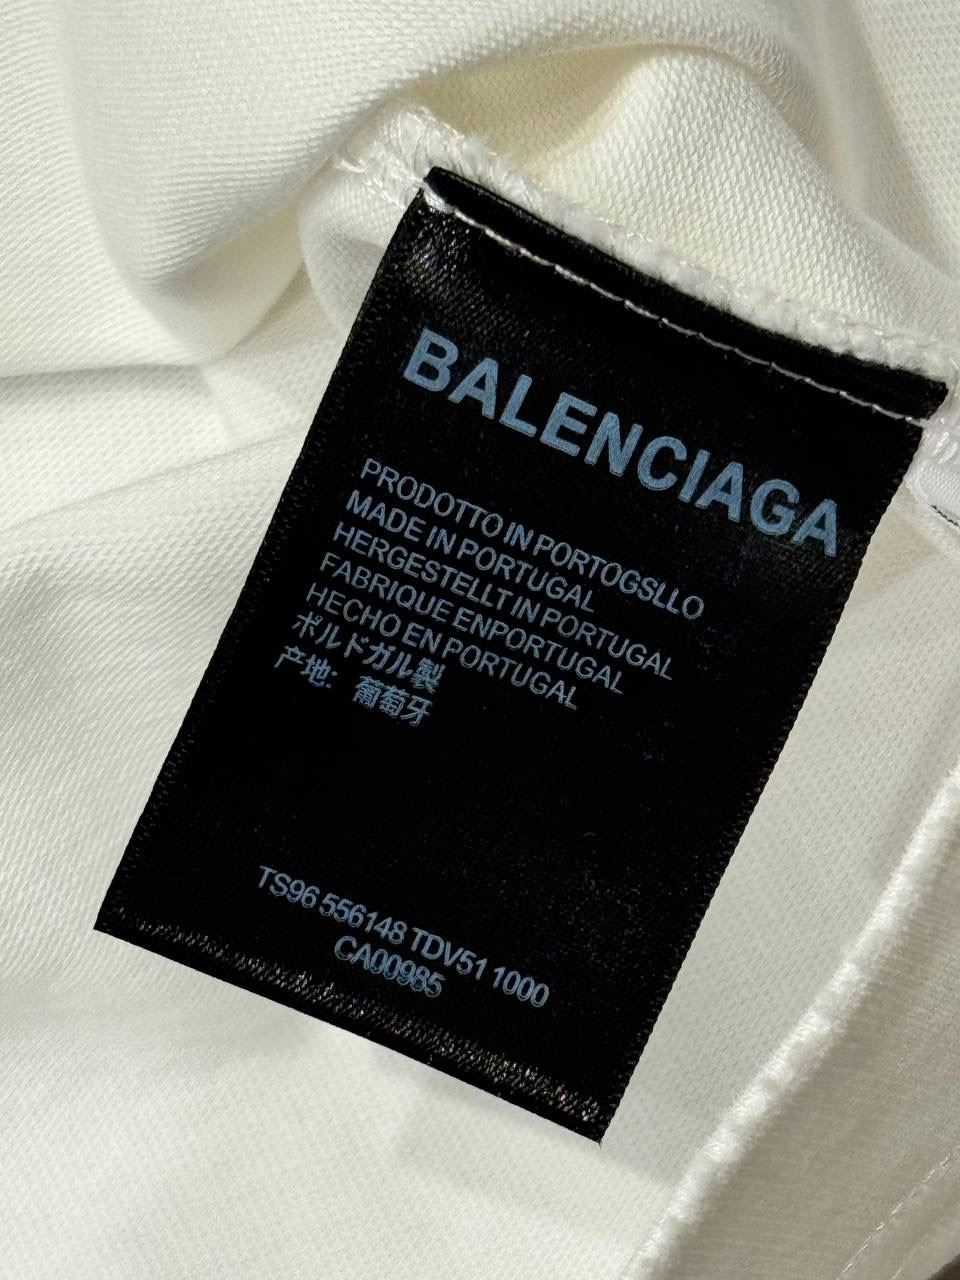 BALENCIAGA
PRODOTTO IN PORTOGSLLO
MADE IN PORTUGAL
HERGESTELLT IN PORTUGAL
FABRIQUE ENPORTUGAL
HECHO EN PORTUGAL
ポルドガル製
产地: 葡萄牙
TS96 556148 TDV51 1000
CA00985